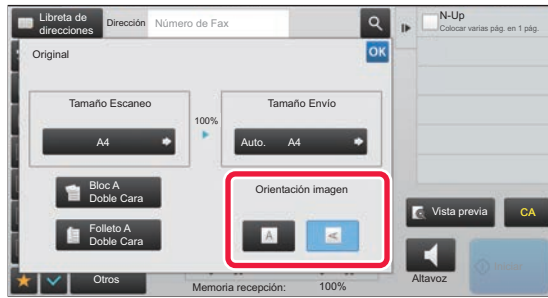 Libreta de
direcciones
Dirección
Número de Fax
N-Up
Colocar varias pág. en 1 pág.
Original
OK
Tamaño Escaneo
100%
Tamaño Envío
A4
Auto. A4
Bloc A
Doble Cara
Orientación imagen
Folleto A
Doble Cara
A
A
Vista previa
CA
Otros
Memoria recepción: 100%
Altavoz
Iniciar